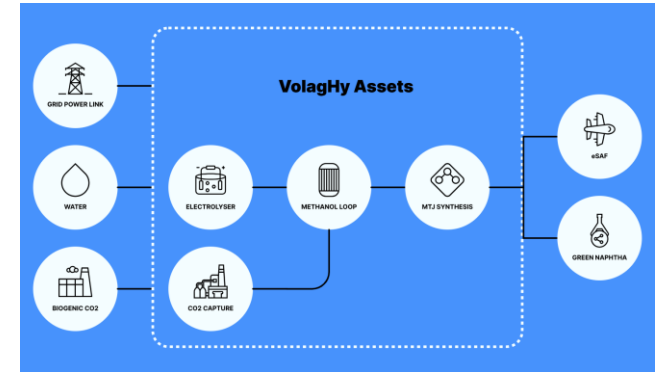 VolagHy Assets
GRID POWER LINK
eSAF
WATER
ELECTROLYSER
METHANOL LOOP
MTJ SYNTHESIS
GREEN NAPHTHA
BIOGENIC CO2
CO2 CAPTURE